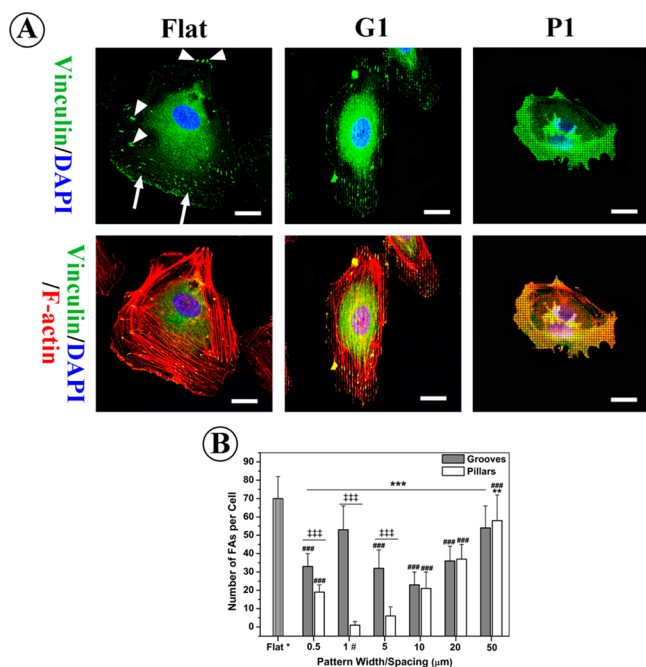 A
Flat G1 P1
Vinculin/DAPI
Vinculin/DAPI
/F-actin
B
Grooves
Pillars
Number of FAs per Cell
90
80
70
60
50
40
30
20
10
0
***
‡‡‡ ‡‡‡ ‡‡‡
### ### ### ### ### ### ### ###
**
Flat * 0.5 1 # 5 10 20 50
Pattern Width/Spacing (μm)